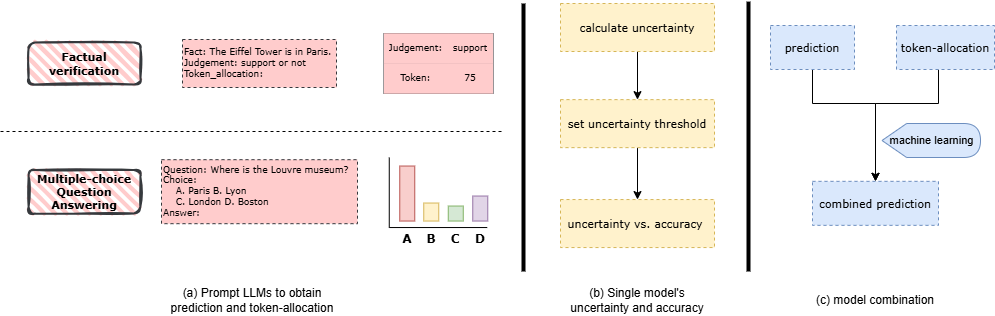 Factual
verification
Fact: The Eiffel Tower is in Paris.
Judgement: support or not
Token_allocation:
Judgement: support
Token: 75
Multiple-choice
Question
Answering
Question: Where is the Louvre museum?
Choice:
A. Paris B. Lyon
C. London D. Boston
Answer:
A B C D
(a) Prompt LLMs to obtain
prediction and token-allocation
calculate uncertainty
set uncertainty threshold
uncertainty vs. accuracy
(b) Single model's
uncertainty and accuracy
prediction
token-allocation
machine learning
combined prediction
(c) model combination